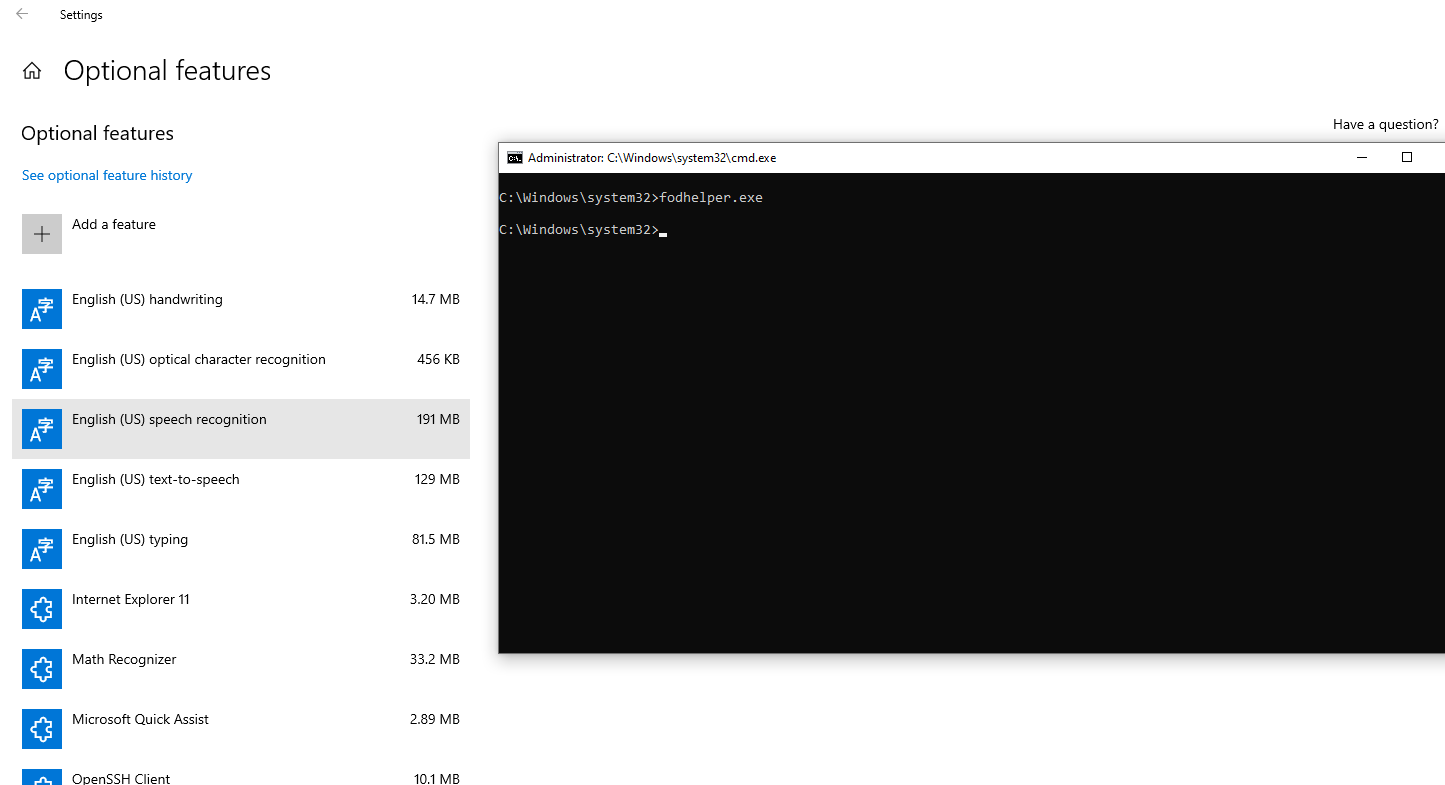 Settings
Optional features
Optional features
See optional feature history
Add a feature
English (US) handwriting 14.7 MB
English (US) optical character recognition 456 KB
English (US) speech recognition 191 MB
English (US) text-to-speech 129 MB
English (US) typing 81.5 MB
Internet Explorer 11 3.20 MB
Math Recognizer 33.2 MB
Microsoft Quick Assist 2.89 MB
OpenSSH Client 10.1 MB
Have a question?
Administrator: C:\Windows\system32\cmd.exe
C:\Windows\system32>fodhelper.exe
C:\Windows\system32>